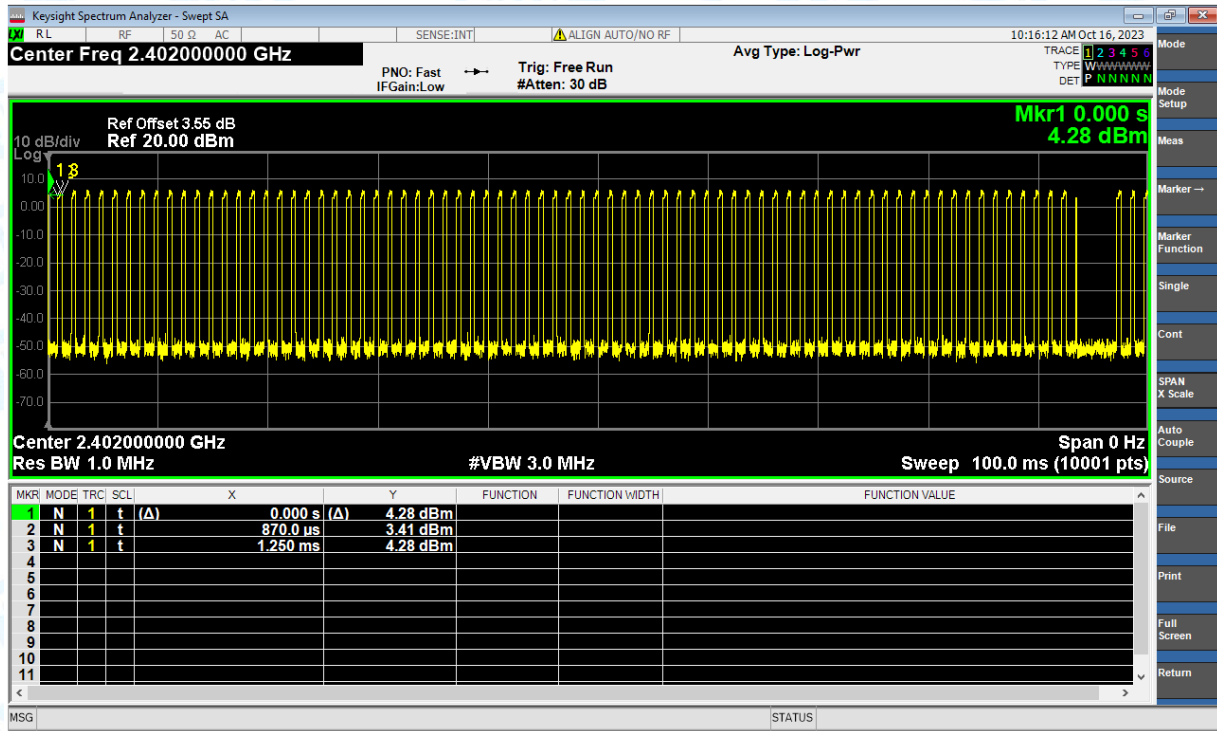 Keysight Spectrum Analyzer - Swept SA
LXI RL RF 50 Ω AC SENSE:INT ALIGN AUTO/NO RF 10:16:12 AM Oct 16, 2023
Center Freq 2.402000000 GHz Avg Type: Log-Pwr TRACE 1 2 3 4 5 6
PNO: Fast Trig: Free Run TYPE WWWWWW
IFGain:Low #Atten: 30 dB DET P N N N N N
Ref Offset 3.55 dB Mkr1 0.000 s
10 dB/div Ref 20.00 dBm 4.28 dBm
Log
1 3
10.0
0.00
-10.0
-20.0
-30.0
-40.0
-50.0
-60.0
-70.0
Center 2.402000000 GHz Span 0 Hz
Res BW 1.0 MHz #VBW 3.0 MHz Sweep 100.0 ms (10001 pts)
MKR MODE TRC SCL X Y FUNCTION FUNCTION WIDTH FUNCTION VALUE
1 N 1 t (Δ) 0.000 s (Δ) 4.28 dBm
2 N 1 t 870.0 µs 3.41 dBm
3 N 1 t 1.250 ms 4.28 dBm
4
5
6
7
8
9
10
11
MSG STATUS
Mode
Mode
Setup
Meas
Marker→
Marker
Function
Single
Cont
SPAN
X Scale
Auto
Couple
Source
File
Print
Full
Screen
Return